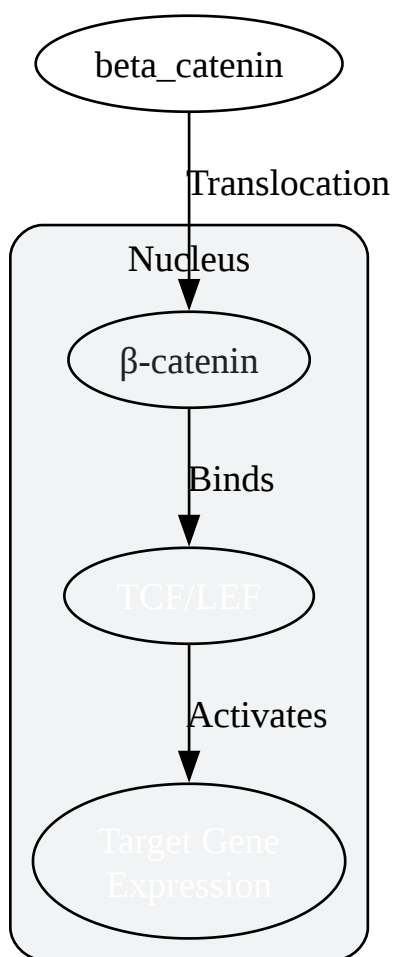 beta_catenin
Translocation
Nucleus
β-catenin
Binds
TCF/LEF
Activates
Target Gene
Expression